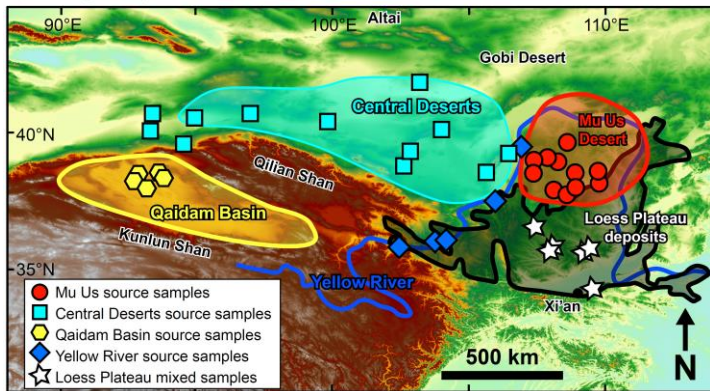 90°E
100°E
110°E
Altai
Gobi Desert
Central Deserts
Mu Us
Desert
40°N
Qilian Shan
Qaidam Basin
Loess Plateau
deposits
Kunlun Shan
35°N
Yellow River
Xi'an
Mu Us source samples
Central Deserts source samples
Qaidam Basin source samples
Yellow River source samples
Loess Plateau mixed samples
500 km
N